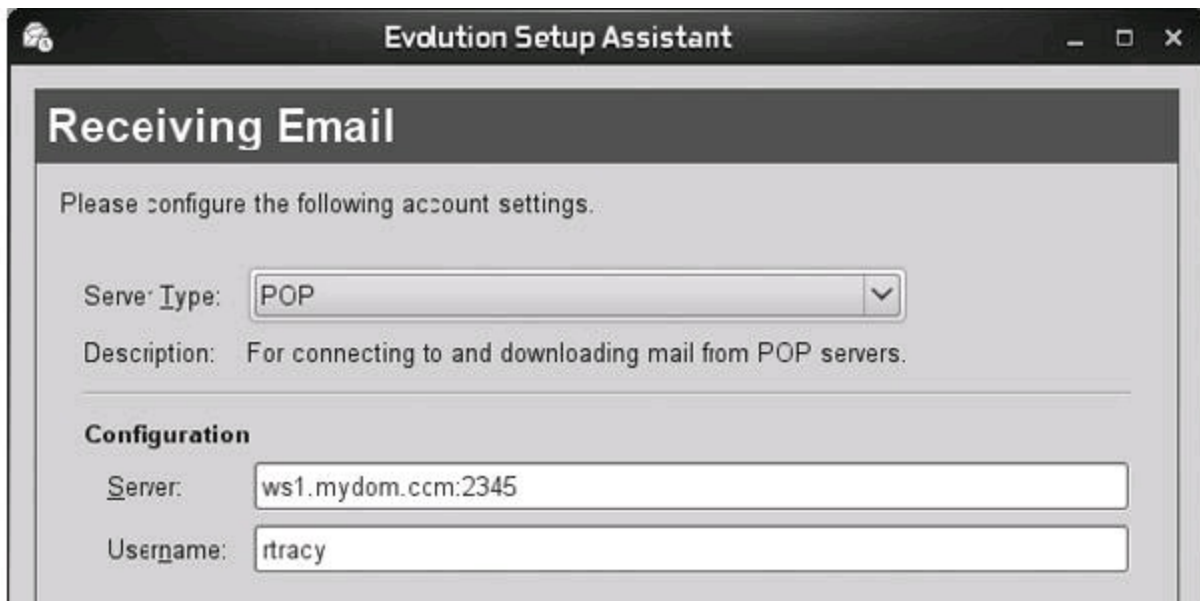 Evolution Setup Assistant
Receiving Email
Please configure the following account settings.
Server Type: POP
Description: For connecting to and downloading mail from POP servers.
Configuration
Server: ws1.mydom.com:2345
Username: rtracy